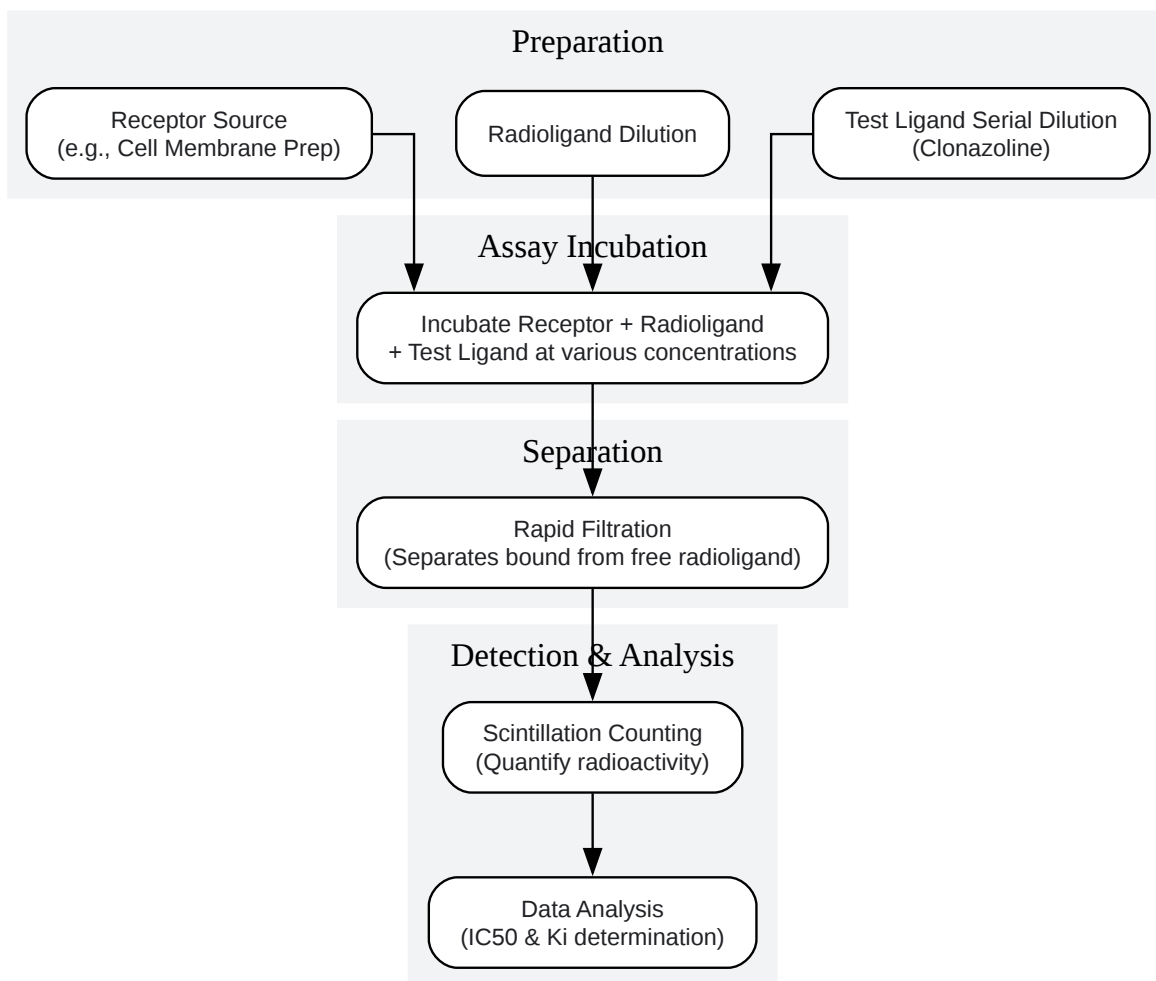 Preparation
Receptor Source
(e.g., Cell Membrane Prep)
Radioligand Dilution
Test Ligand Serial Dilution
(Clonazoline)
Assay Incubation
Incubate Receptor + Radioligand
+ Test Ligand at various concentrations
Separation
Rapid Filtration
(Separates bound from free radioligand)
Detection & Analysis
Scintillation Counting
(Quantify radioactivity)
Data Analysis
(IC50 & Ki determination)